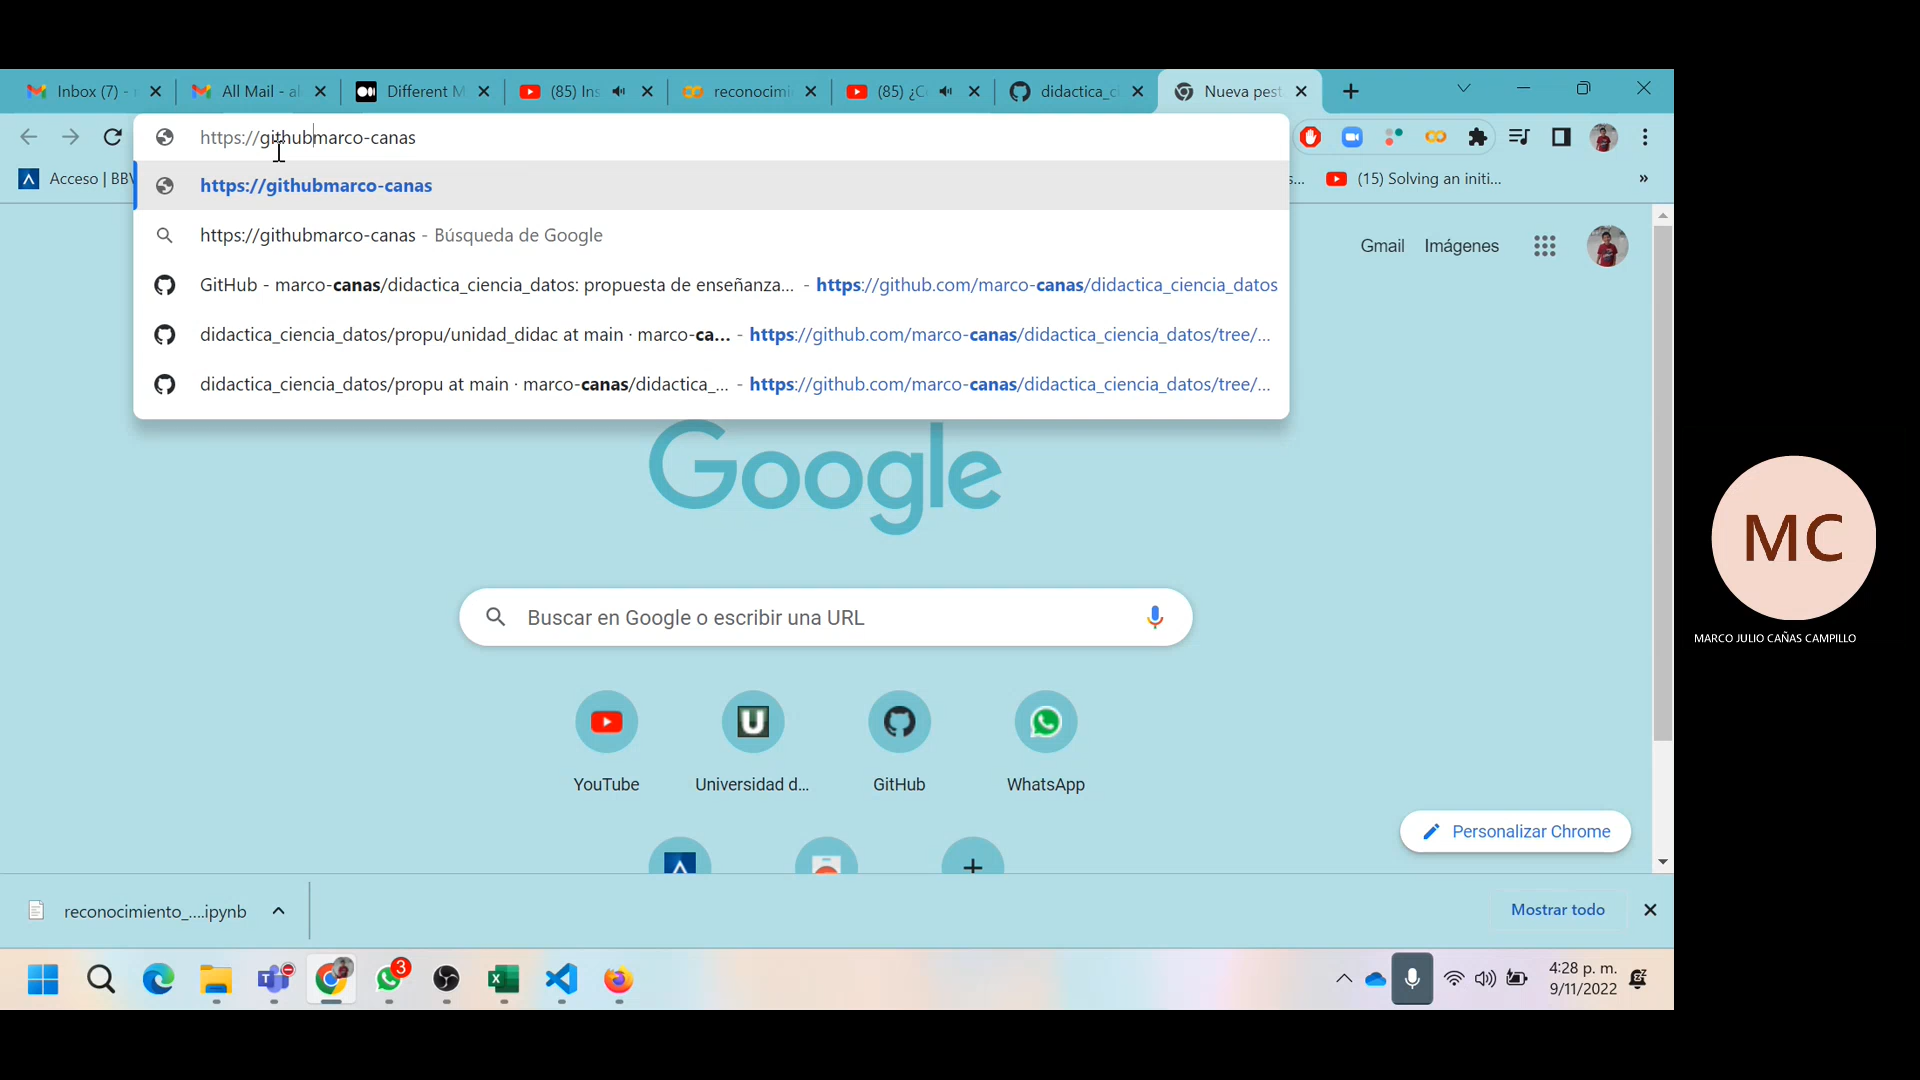 Inbox (7) -
All Mail - al
Different M
(85) Ins
reconocimi
(85) ¿C
didactica_c
Nueva pest
https://githubmarco-canas
Acceso | BBV
https://githubmarco-canas
s...
(15) Solving an initi...
»
https://githubmarco-canas - Búsqueda de Google
Gmail
Imágenes
GitHub - marco-canas/didactica_ciencia_datos: propuesta de enseñanza... - https://github.com/marco-canas/didactica_ciencia_datos
didactica_ciencia_datos/propu/unidad_didac at main · marco-ca... - https://github.com/marco-canas/didactica_ciencia_datos/tree/...
didactica_ciencia_datos/propu at main · marco-canas/didactica_... - https://github.com/marco-canas/didactica_ciencia_datos/tree/...
Google
MC
Buscar en Google o escribir una URL
MARCO JULIO CAÑAS CAMPILLO
U
YouTube
Universidad d...
GitHub
WhatsApp
Personalizar Chrome
reconocimiento_....ipynb
Mostrar todo
3
4:28 p. m.
9/11/2022